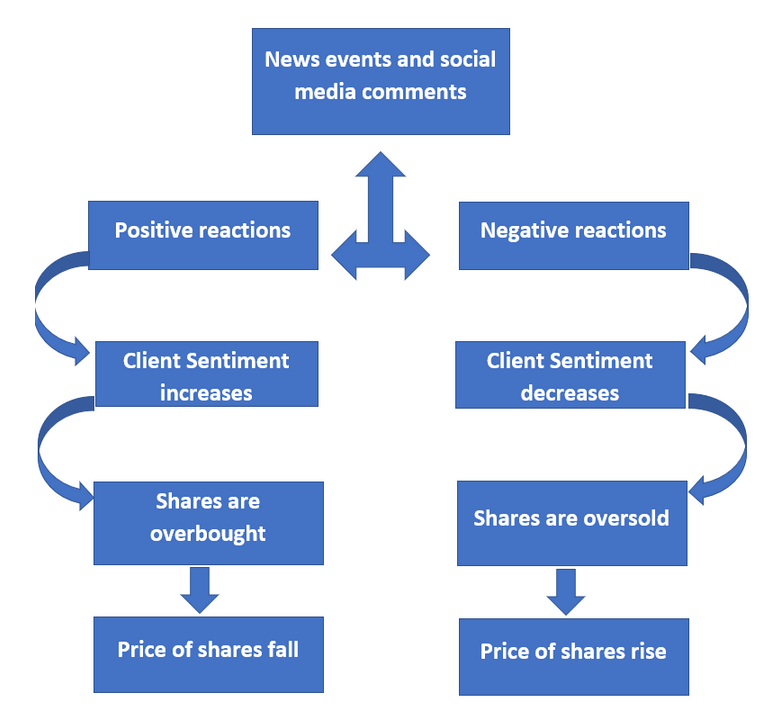 News events and social
media comments
Positive reactions
Negative reactions
Client Sentiment
increases
Client Sentiment
decreases
Shares are
overbought
Shares are oversold
Price of shares fall
Price of shares rise